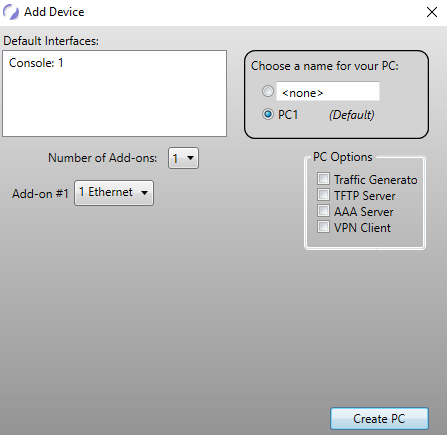 Add Device
Default Interfaces:
Console: 1
Choose a name for your PC:
<none>
PC1 (Default)
Number of Add-ons: 1
Add-on #1 1 Ethernet
PC Options
Traffic Generato
TFTP Server
AAA Server
VPN Client
Create PC